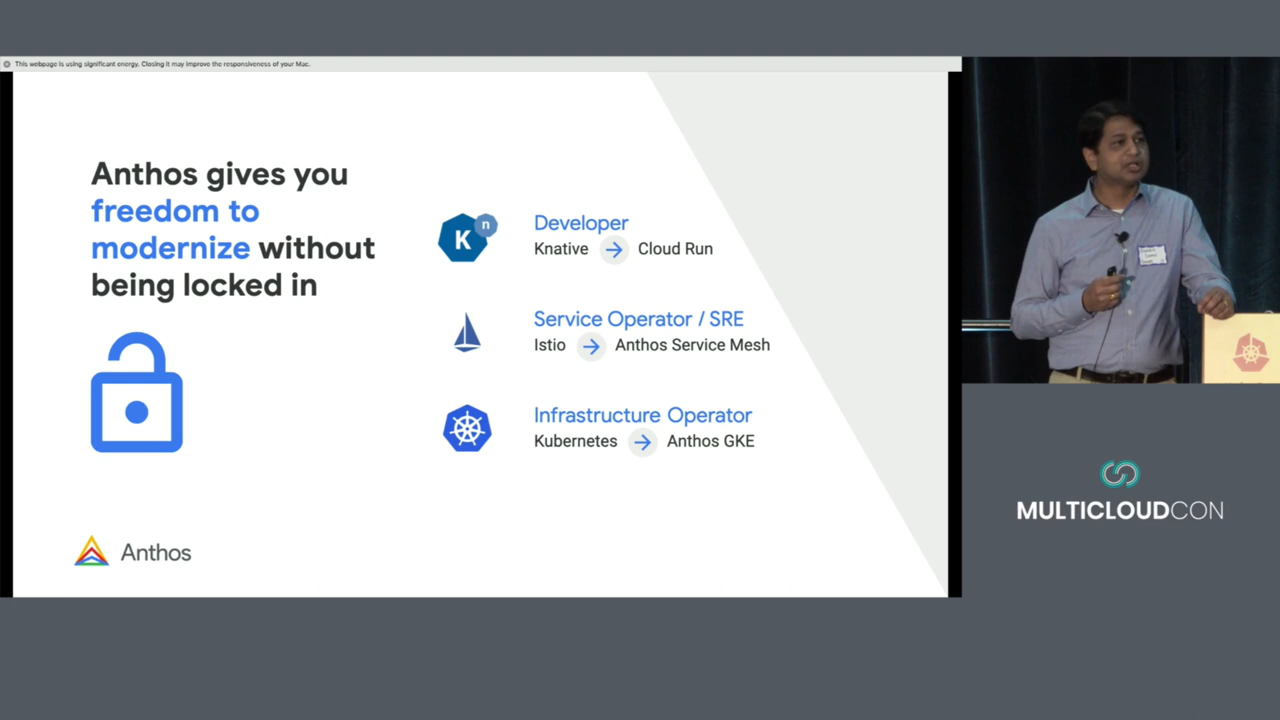 This webpage is using significant energy. Closing it may improve the responsiveness of your Mac.
Anthos gives you
freedom to
modernize without
being locked in
K
n
Developer
Knative → Cloud Run
Service Operator / SRE
Istio → Anthos Service Mesh
Infrastructure Operator
Kubernetes → Anthos GKE
Anthos
MULTICLOUDCON